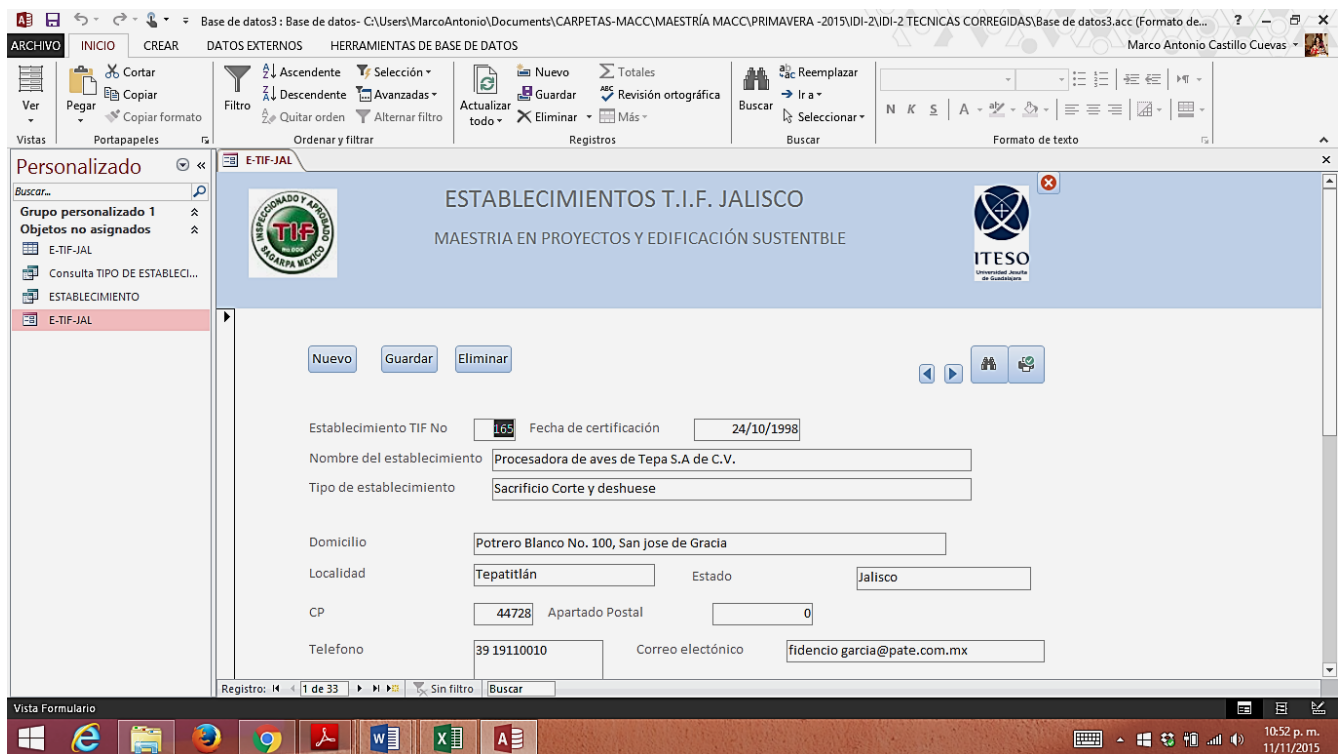 Base de datos3 : Base de datos- C:\Users\MarcoAntonio\Documents\CARPETAS-MACC\MAESTRÍA MACC\PRIMAVERA -2015\IDI-2\IDI-2 TECNICAS CORREGIDAS\Base de datos3.acc (Formato de...
ARCHIVO INICIO CREAR DATOS EXTERNOS HERRAMIENTAS DE BASE DE DATOS Marco Antonio Castillo Cuevas
Ver
Vistas
Pegar
Cortar
Copiar
Copiar formato
Portapapeles
Filtro
Ascendente Selección
Descendente Avanzadas
Quitar orden Alternar filtro
Ordenar y filtrar
Actualizar todo
Nuevo Totales
Guardar Revisión ortográfica
Eliminar Más
Registros
Buscar
Reemplazar
Ir a
Seleccionar
Buscar
N K S A
Formato de texto
Personalizado
Buscar...
Grupo personalizado 1
Objetos no asignados
E-TIF-JAL
Consulta TIPO DE ESTABLECI...
ESTABLECIMIENTO
E-TIF-JAL
E-TIF-JAL
INSPECCIONADO Y APROBADO
TIF
No.000
SAGARPA MEXICO
ESTABLECIMIENTOS T.I.F. JALISCO
MAESTRIA EN PROYECTOS Y EDIFICACIÓN SUSTENTBLE
ITESO
Universidad Jesuita
de Guadalajara
Nuevo Guardar Eliminar
Establecimiento TIF No 165 Fecha de certificación 24/10/1998
Nombre del establecimiento Procesadora de aves de Tepa S.A de C.V.
Tipo de establecimiento Sacrificio Corte y deshuese
Domicilio Potrero Blanco No. 100, San jose de Gracia
Localidad Tepatitlán Estado Jalisco
CP 44728 Apartado Postal 0
Telefono 39 19110010 Correo electrónico fidencio garcia@pate.com.mx
Registro: 1 de 33 Sin filtro Buscar
Vista Formulario
10:52 p. m.
11/11/2015